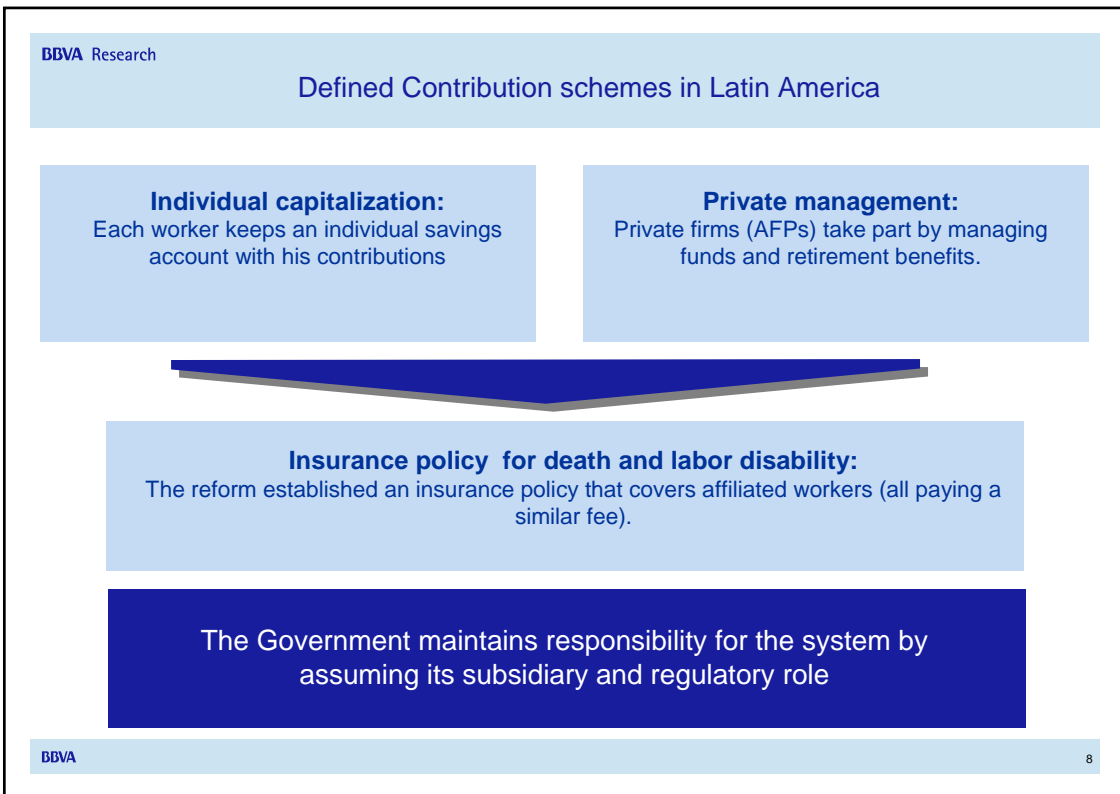 BBVA Research
Defined Contribution schemes in Latin America
Individual capitalization:
Each worker keeps an individual savings
account with his contributions
Private management:
Private firms (AFPs) take part by managing
funds and retirement benefits.
Insurance policy  for death and labor disability:
The reform established an insurance policy that covers affiliated workers (all paying a
similar fee).
The Government maintains responsibility for the system by
assuming its subsidiary and regulatory role
BBVA
8